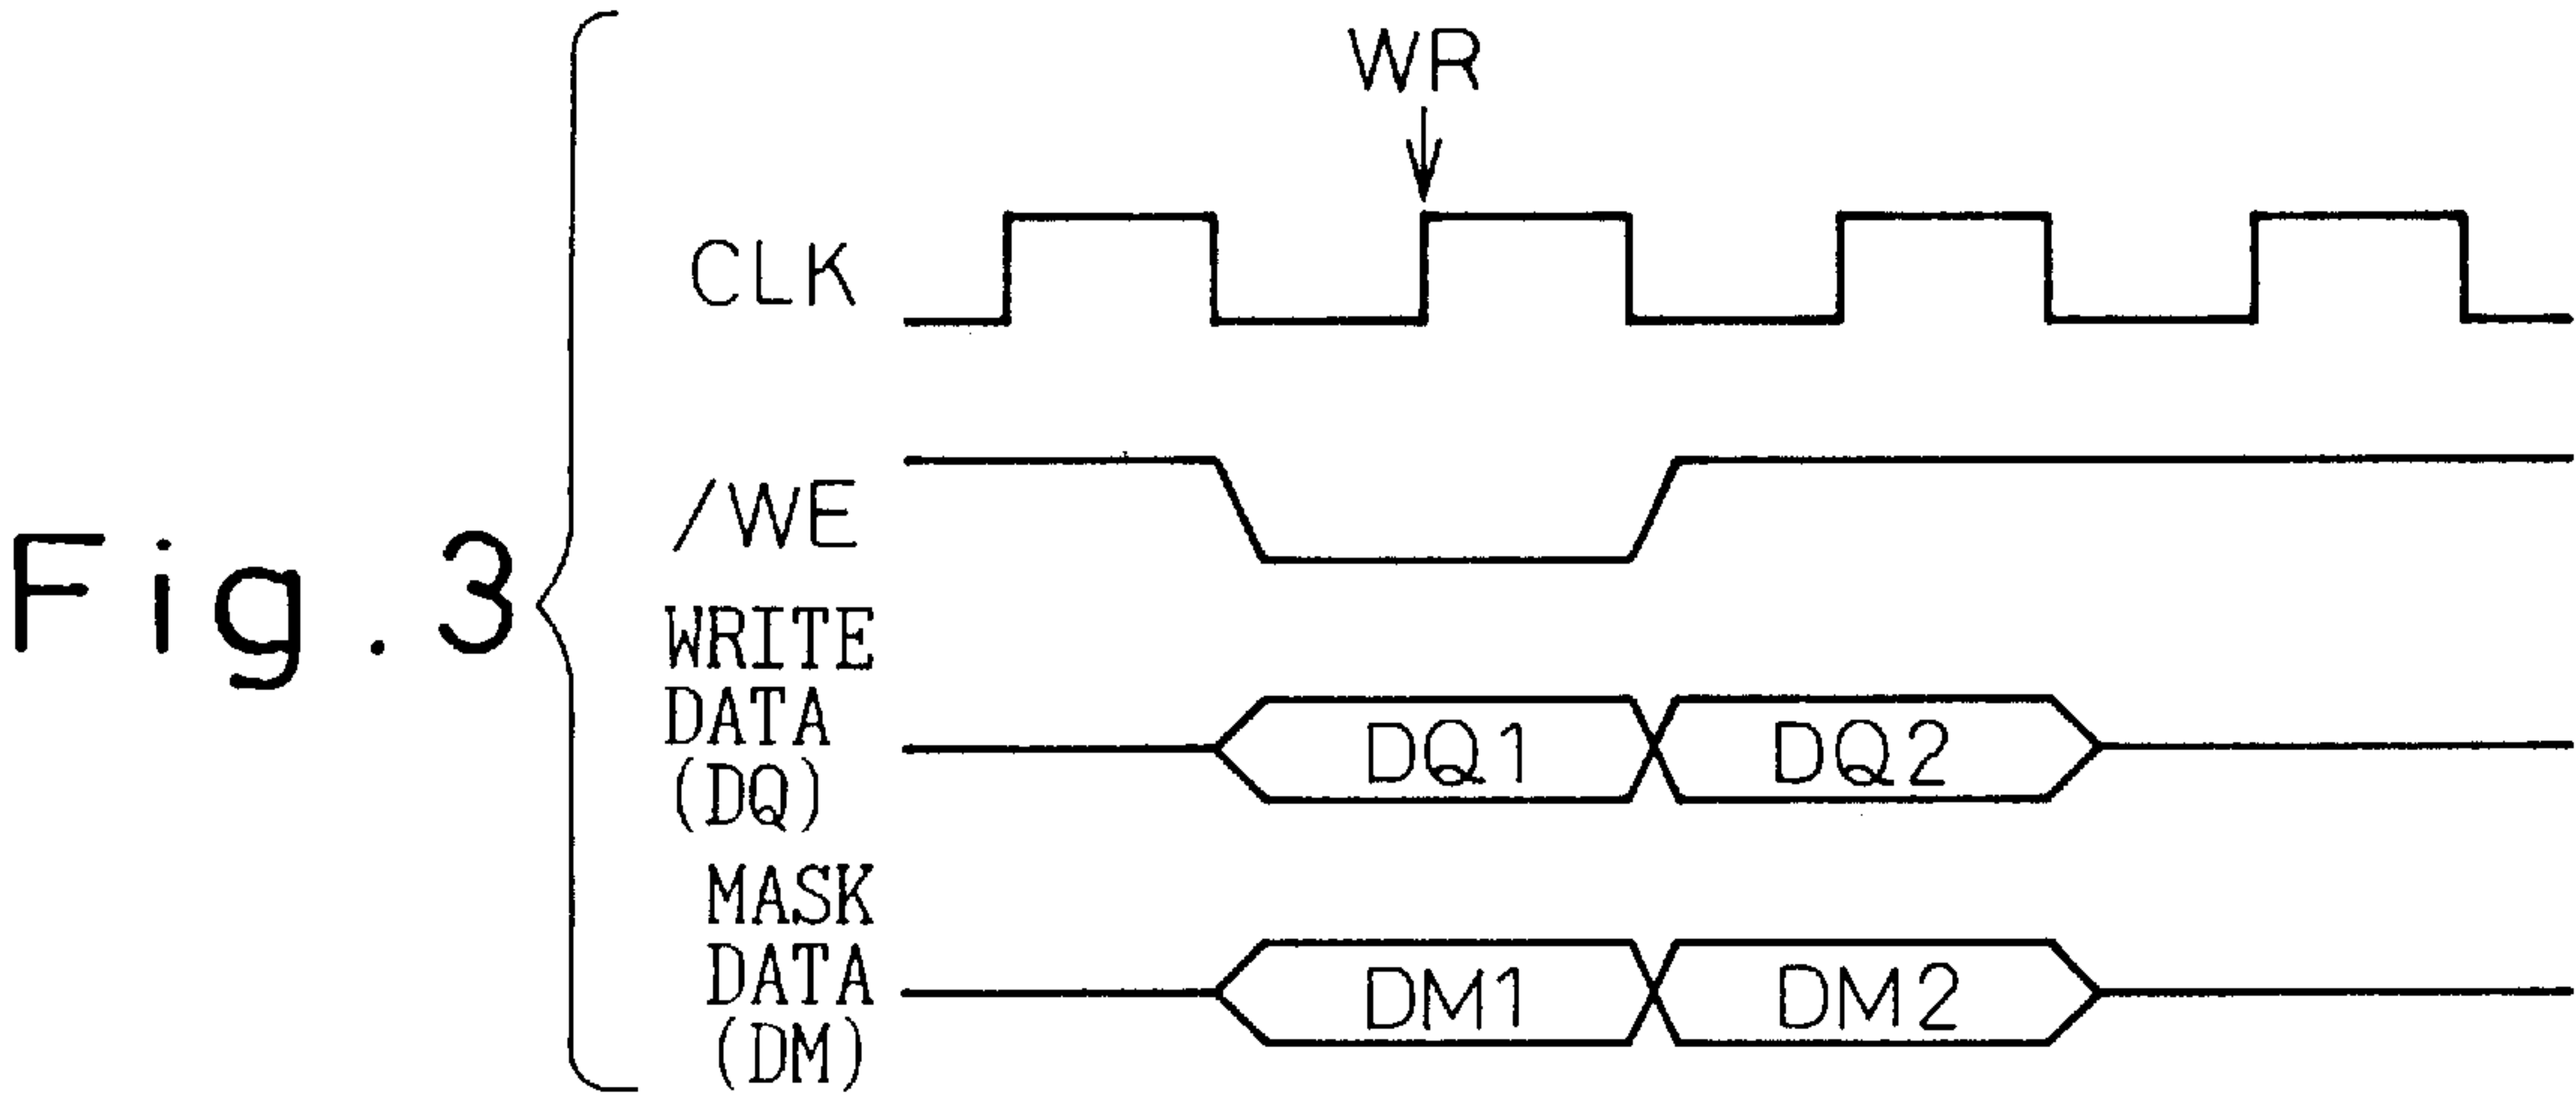 WR
CLK
/WE
Fig.3
WRITE
DATA
(DQ)
DQ1
DQ2
MASK
DATA
(DM)
DM1
DM2